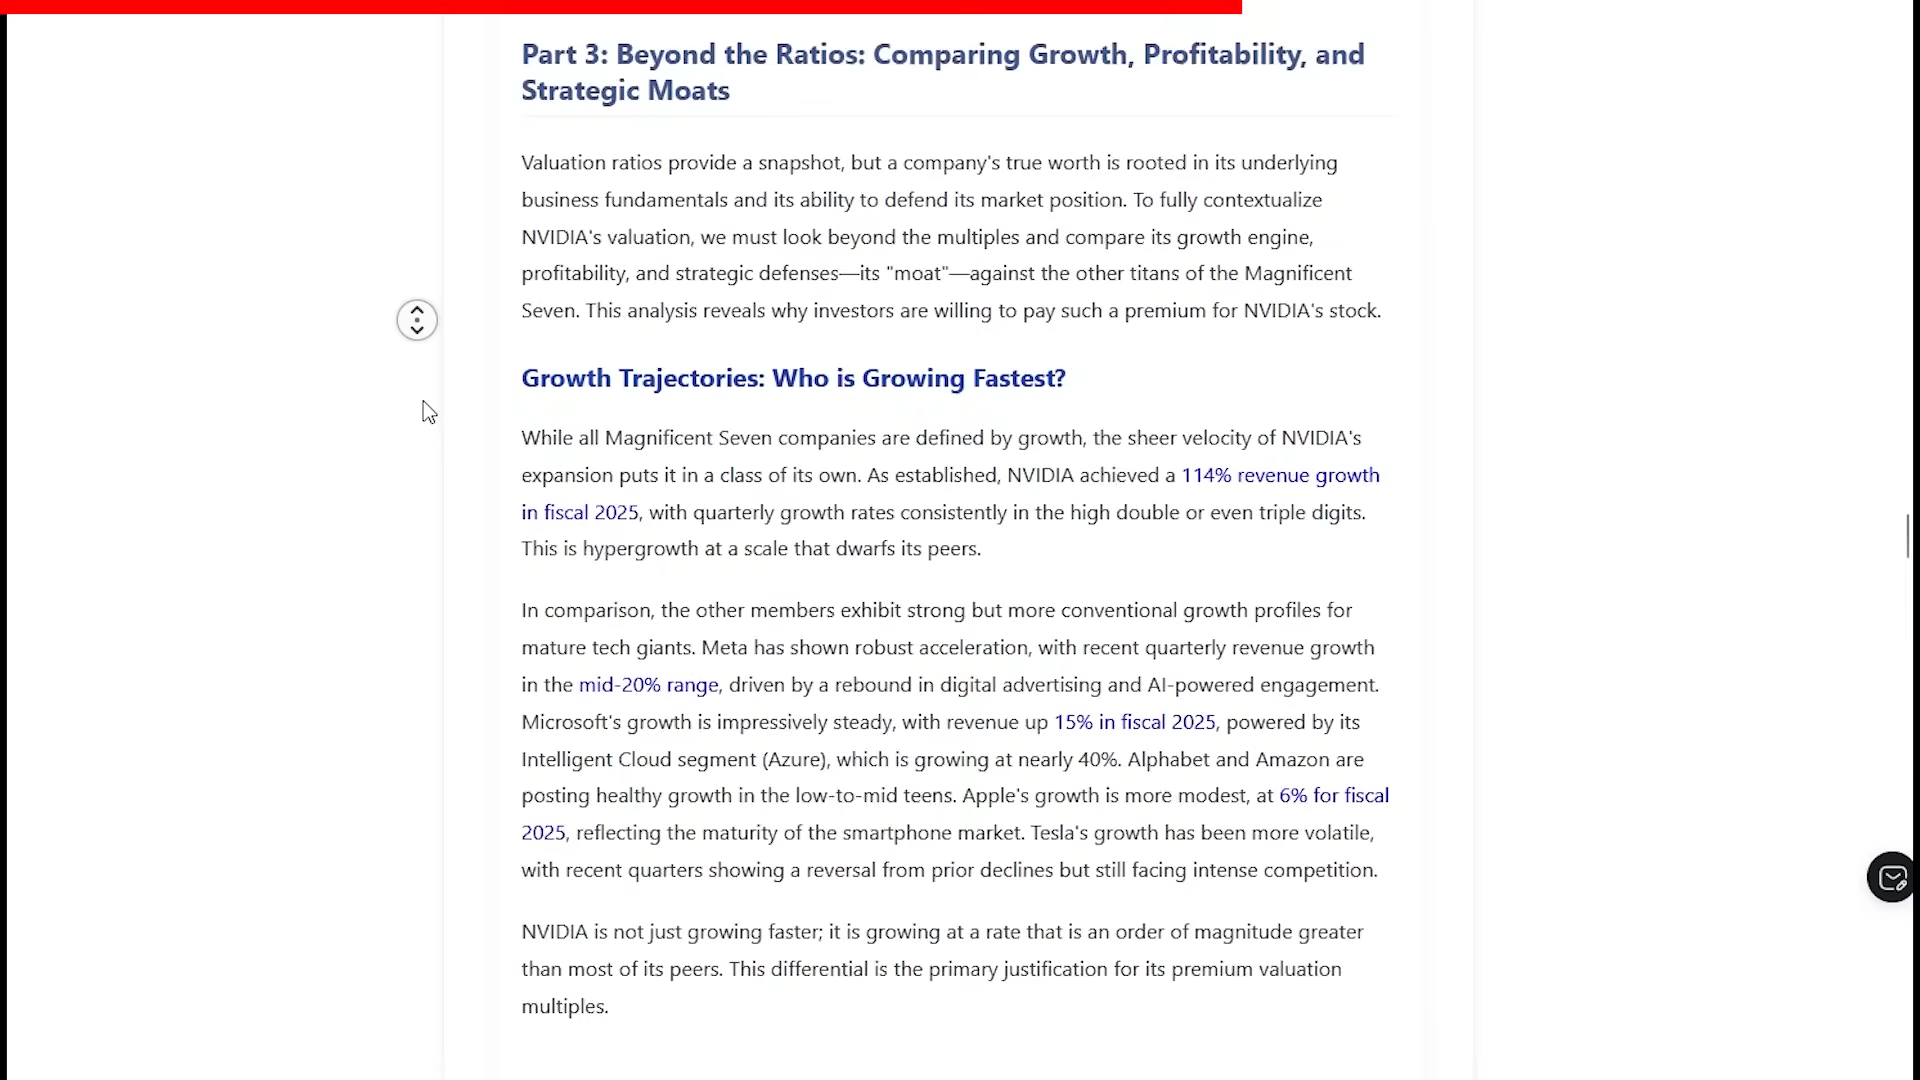 Part 3: Beyond the Ratios: Comparing Growth, Profitability, and
Strategic Moats
Valuation ratios provide a snapshot, but a company's true worth is rooted in its underlying
business fundamentals and its ability to defend its market position. To fully contextualize
NVIDIA's valuation, we must look beyond the multiples and compare its growth engine,
profitability, and strategic defenses—its "moat"—against the other titans of the Magnificent
Seven. This analysis reveals why investors are willing to pay such a premium for NVIDIA's stock.
Growth Trajectories: Who is Growing Fastest?
While all Magnificent Seven companies are defined by growth, the sheer velocity of NVIDIA's
expansion puts it in a class of its own. As established, NVIDIA achieved a 114% revenue growth
in fiscal 2025, with quarterly growth rates consistently in the high double or even triple digits.
This is hypergrowth at a scale that dwarfs its peers.
In comparison, the other members exhibit strong but more conventional growth profiles for
mature tech giants. Meta has shown robust acceleration, with recent quarterly revenue growth
in the mid-20% range, driven by a rebound in digital advertising and AI-powered engagement.
Microsoft's growth is impressively steady, with revenue up 15% in fiscal 2025, powered by its
Intelligent Cloud segment (Azure), which is growing at nearly 40%. Alphabet and Amazon are
posting healthy growth in the low-to-mid teens. Apple's growth is more modest, at 6% for fiscal
2025, reflecting the maturity of the smartphone market. Tesla's growth has been more volatile,
with recent quarters showing a reversal from prior declines but still facing intense competition.
NVIDIA is not just growing faster; it is growing at a rate that is an order of magnitude greater
than most of its peers. This differential is the primary justification for its premium valuation
multiples.